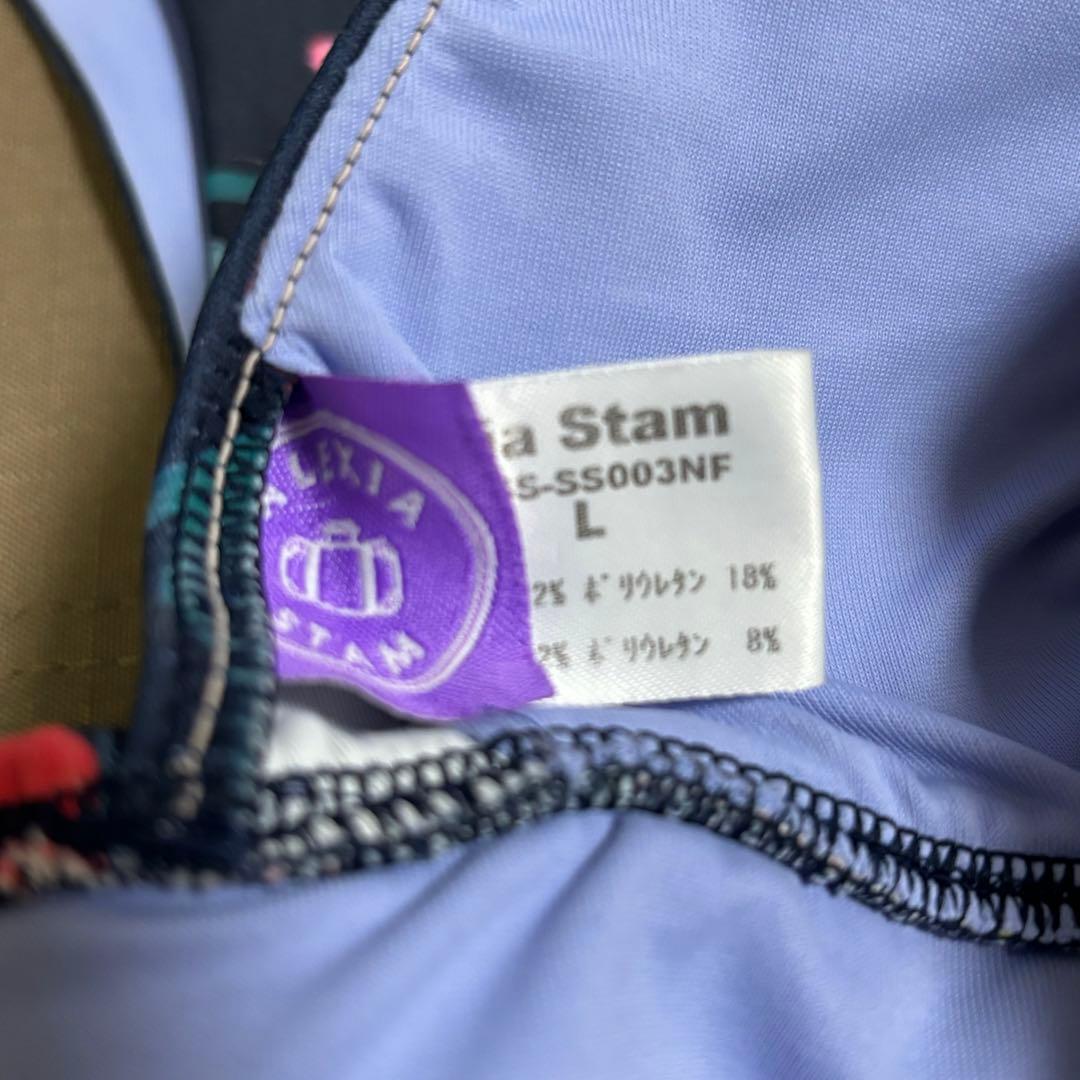 ALEXIA
STAM
a Stam
S-SS003NF
L
2% ポリウレタン 18%
2% ポリウレタン 8%